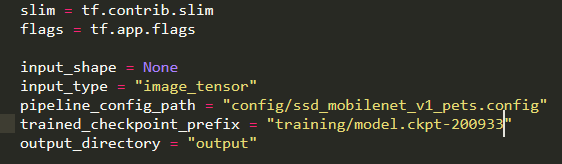 slim = tf.contrib.slim
flags = tf.app.flags
input_shape = None
input_type = "image_tensor"
pipeline_config_path = "config/ssd_mobilenet_v1_pets.config"
trained_checkpoint_prefix = "training/model.ckpt-200933"
output_directory = "output"